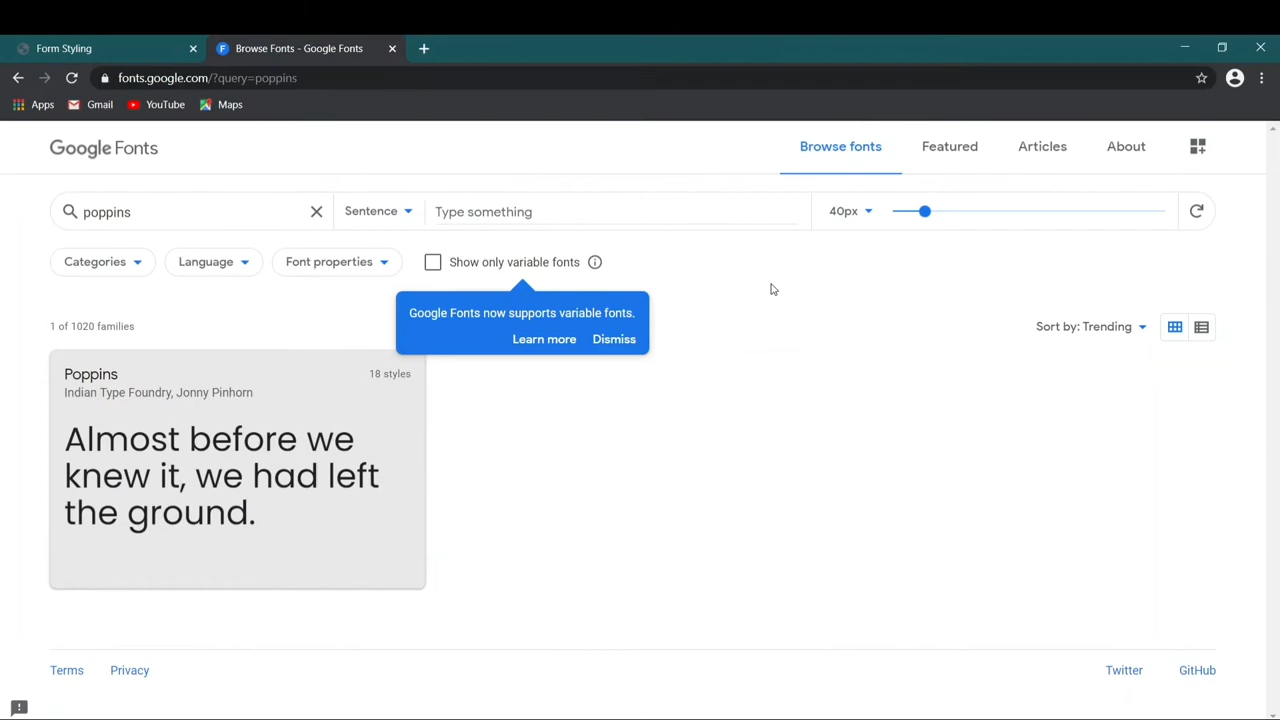 Form Styling
Browse Fonts - Google Fonts
fonts.google.com/?query=poppins
Apps Gmail YouTube Maps
Google Fonts
Browse fonts Featured Articles About
poppins Sentence Type something 40px
Categories Language Font properties Show only variable fonts
Google Fonts now supports variable fonts.
Learn more Dismiss
1 of 1020 families
Sort by: Trending
Poppins 18 styles
Indian Type Foundry, Jonny Pinhorn
Almost before we
knew it, we had left
the ground.
Terms Privacy Twitter GitHub